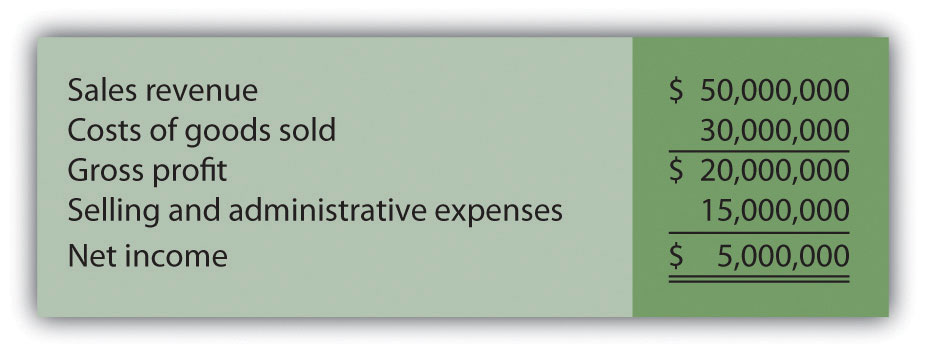 Sales revenue $ 50,000,000
Costs of goods sold 30,000,000
Gross profit $ 20,000,000
Selling and administrative expenses 15,000,000
Net income $ 5,000,000